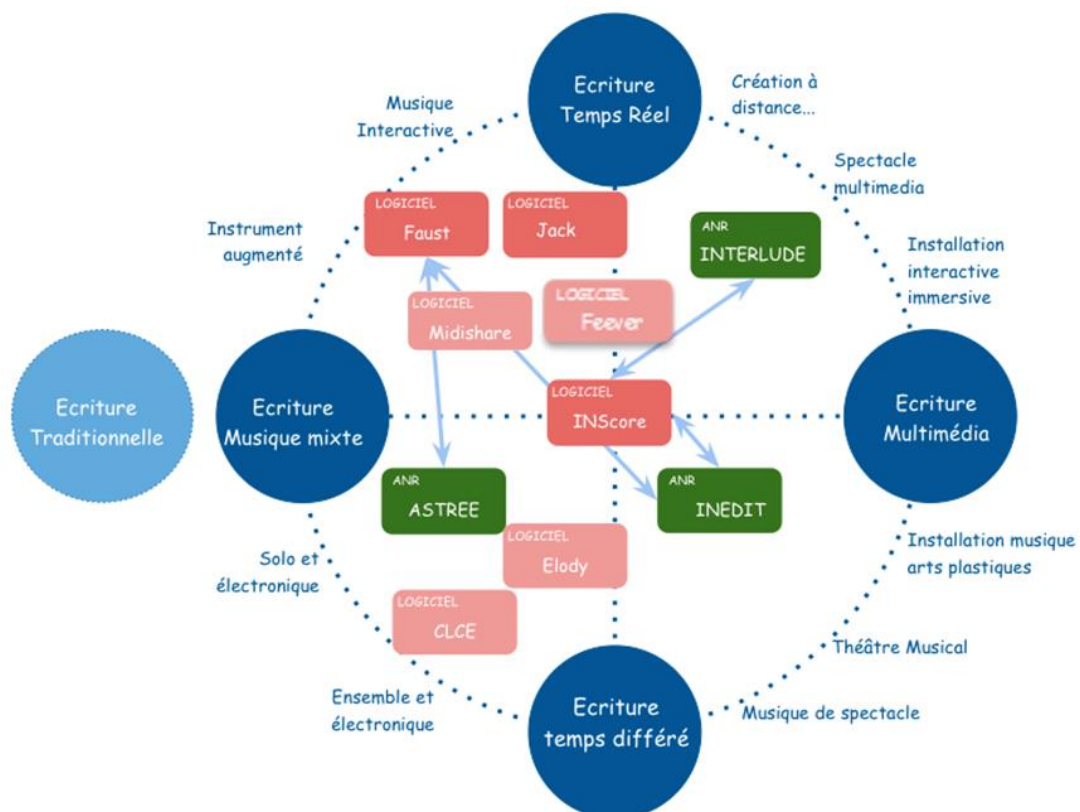 Ecriture
Temps Réel
Création à
distance...
Musique
Interactive
Spectacle
multimedia
LOGICIEL
Faust
LOGICIEL
Jack
Instrument
augmenté
ANR
INTERLUDE
Installation
interactive
immersive
LOGICIEL
Midishare
LOGICIEL
Feever
Ecriture
Traditionnelle
Ecriture
Musique mixte
LOGICIEL
INScore
Ecriture
Multimédia
ANR
ASTREE
ANR
INEDIT
LOGICIEL
Elody
Installation musique
arts plastiques
Solo et
électronique
LOGICIEL
CLCE
Théâtre Musical
Ensemble et
électronique
Ecriture
temps différé
Musique de spectacle